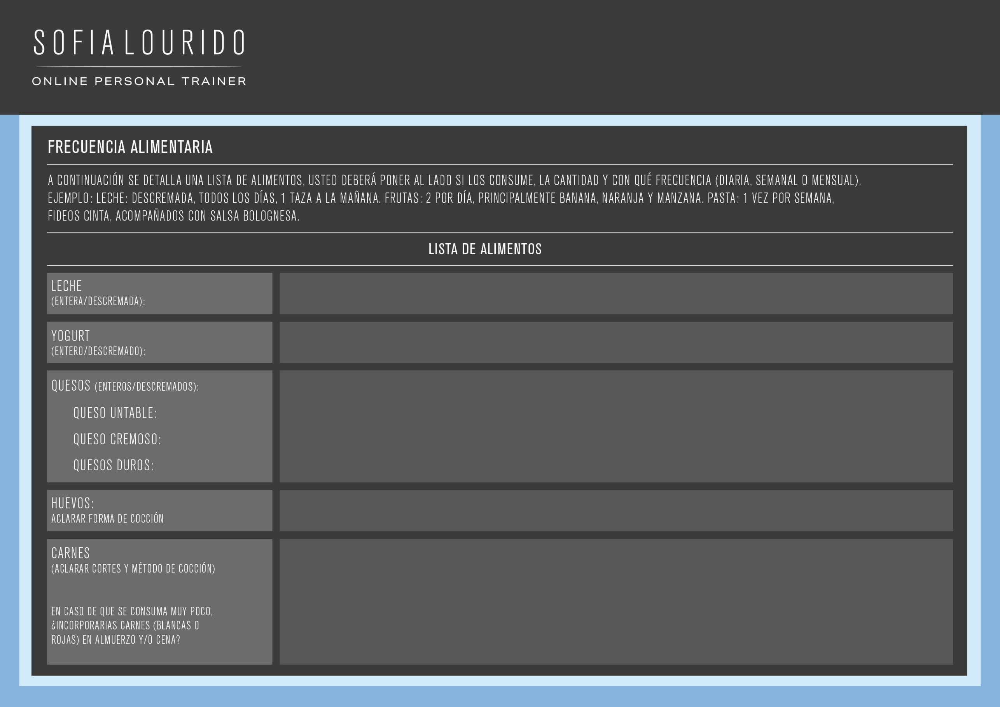 SOFIA LOURIDO
ONLINE PERSONAL TRAINER
FRECUENCIA ALIMENTARIA
A CONTINUACIÓN SE DETALLA UNA LISTA DE ALIMENTOS, USTED DEBERÁ PONER AL LADO SI LOS CONSUME, LA CANTIDAD Y CON QUÉ FRECUENCIA (DIARIA, SEMANAL O MENSUAL).
EJEMPLO: LECHE: DESCREMADA, TODOS LOS DÍAS, 1 TAZA A LA MAÑANA. FRUTAS: 2 POR DÍA, PRINCIPALMENTE BANANA, NARANJA Y MANZANA. PASTA: 1 VEZ POR SEMANA,
FIDEOS CINTA, ACOMPAÑADOS CON SALSA BOLOGNESA.
LISTA DE ALIMENTOS
LECHE
(ENTERA/DESCREMADA):
YOGURT
(ENTERO/DESCREMADO):
QUESOS (ENTEROS/DESCREMADOS):
QUESO UNTABLE:
QUESO CREMOSO:
QUESOS DUROS:
HUEVOS:
ACLARAR FORMA DE COCCIÓN
CARNES
(ACLARAR CORTES Y MÉTODO DE COCCIÓN)
EN CASO DE QUE SE CONSUMA MUY POCO,
¿INCORPORARIAS CARNES (BLANCAS O
ROJAS) EN ALMUERZO Y/O CENA?